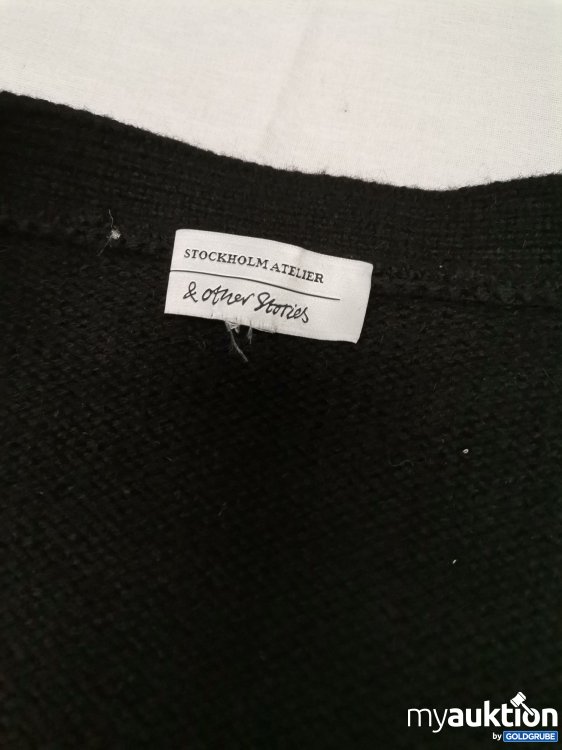 STOCKHOLM ATELIER
& other Stories
myauktion
by GOLDGRUBE